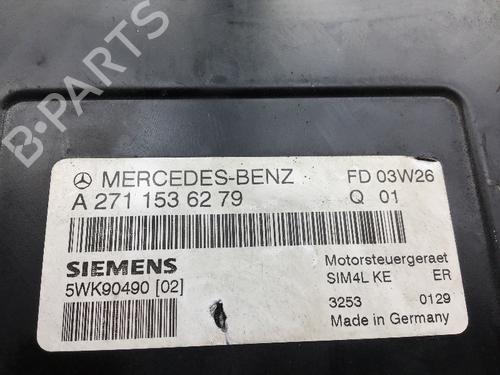 B-PARTS
MERCEDES-BENZ FD 03W26
A 271 153 62 79 Q 01
SIEMENS Motorsteuergeraet
5WK90490 [02] SIM4L KE ER
3253 0129
Made in Germany